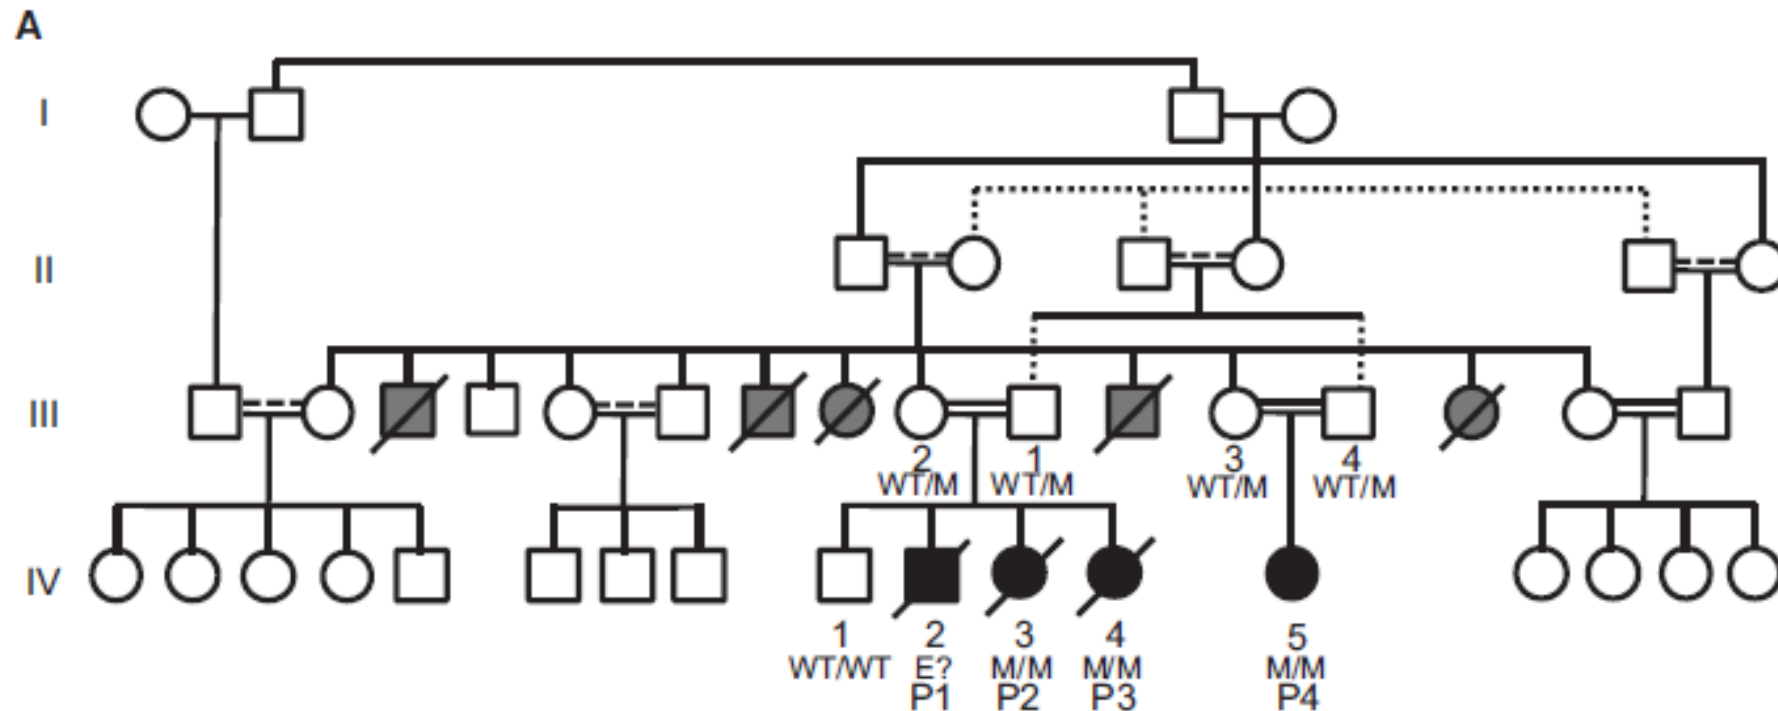 A
I
II
III
2 1 3 4
WT/M WT/M WT/M WT/M
IV
1 2 3 4 5
WT/WT E? M/M M/M M/M
P1 P2 P3 P4